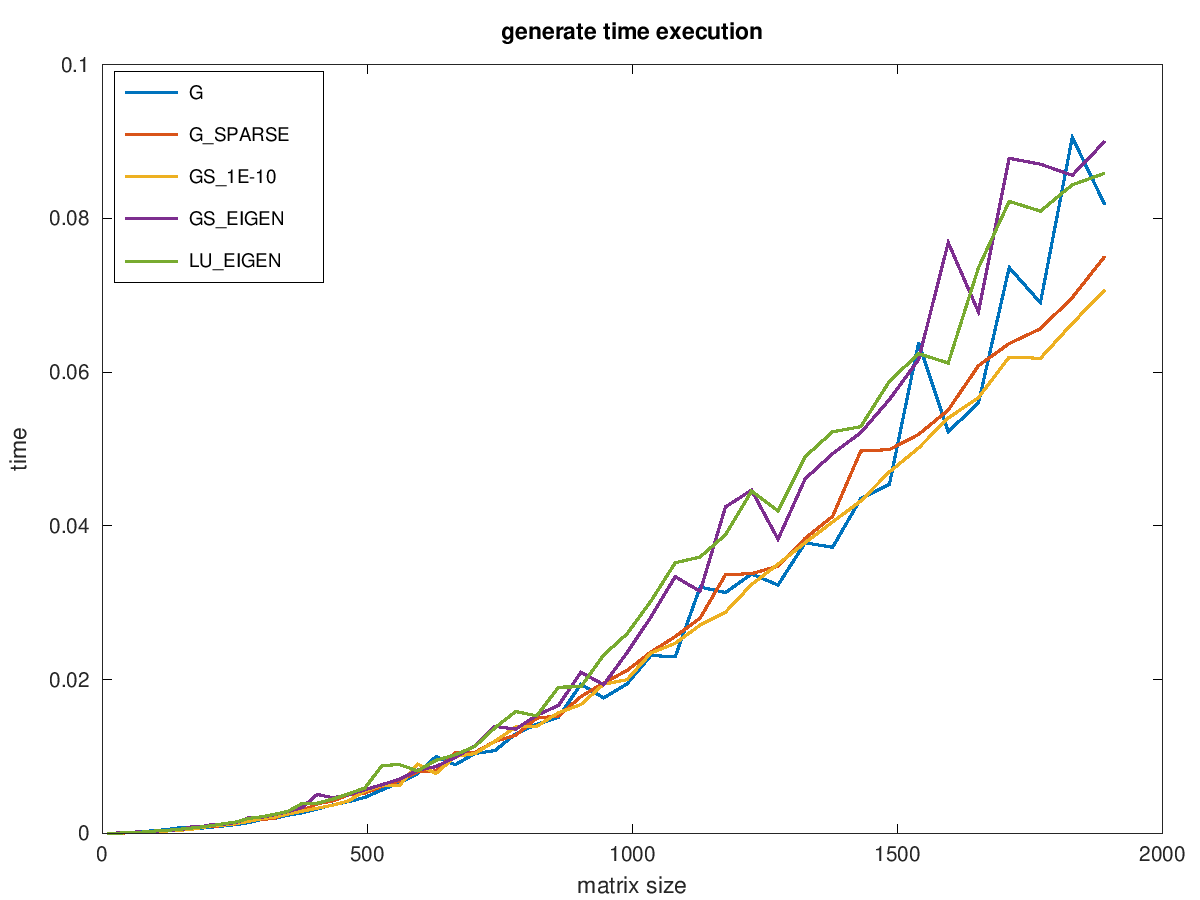 generate time execution
0.1
0.08
0.06
0.04
0.02
0
time
G
G_SPARSE
GS_1E-10
GS_EIGEN
LU_EIGEN
0 500 1000 1500 2000
matrix size